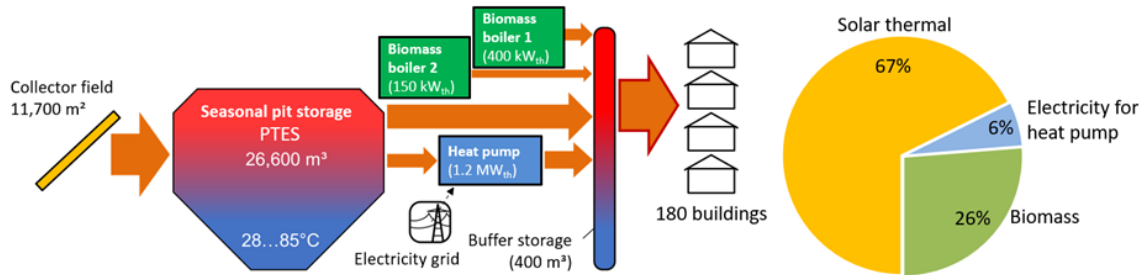 Collector field
11,700 m²
Seasonal pit storage
PTES
26,600 m³
28...85°C
Biomass
boiler 2
(150 kWth)
Biomass
boiler 1
(400 kWth)
Heat pump
(1.2 MWth)
Electricity grid
Buffer storage
(400 m³)
180 buildings
Solar thermal
67%
Electricity for
heat pump
6%
Biomass
26%